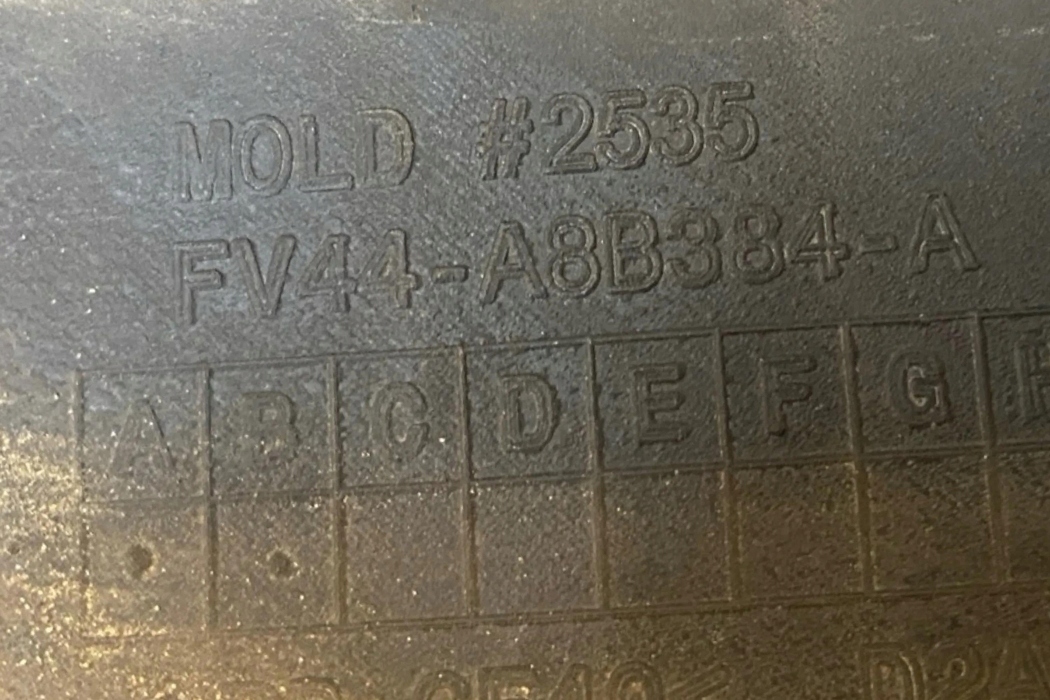 MOLD #2535
FV44-A8B384-A
A B C D E F G